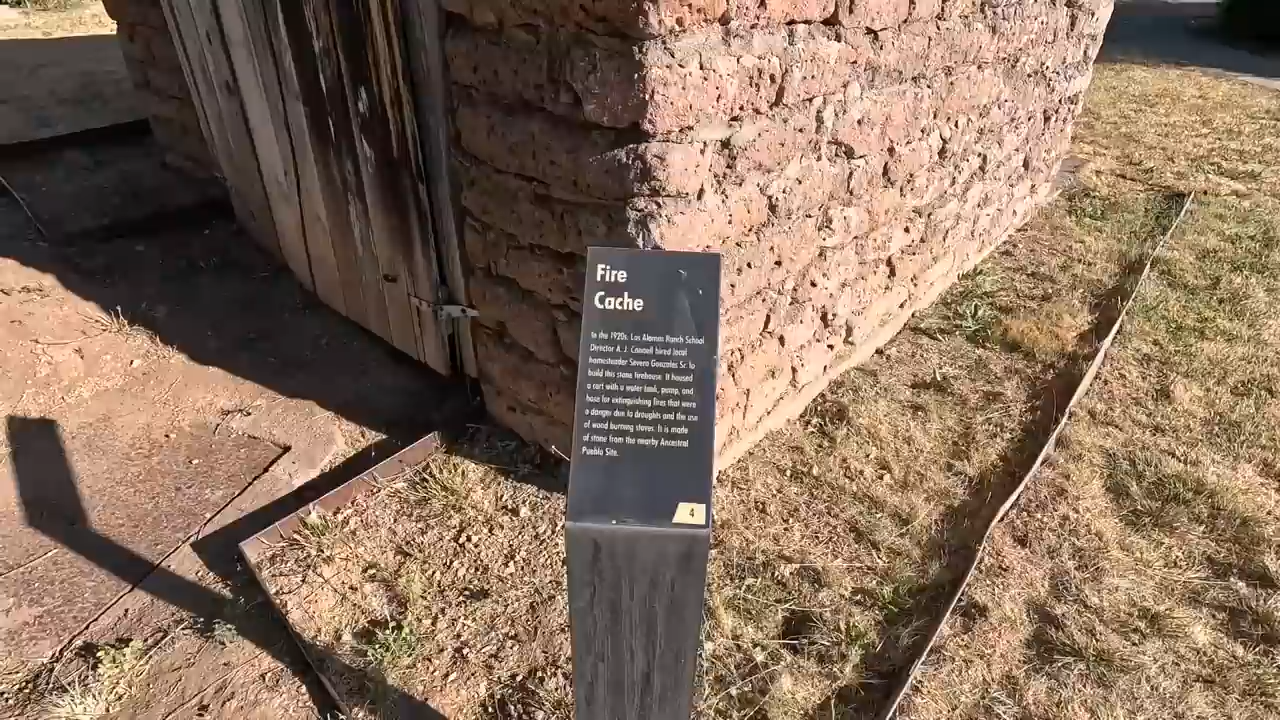 Fire
Cache
In the 1920s, Los Alamos Ranch School
Director A. J. Connell hired local
homesteader Severo Gonzales Sr. to
build this stone firehouse. It housed
a cart with a water tank, pump, and
hose for extinguishing fires that were
a danger due to droughts and the use
of wood burning stoves. It is made
of stone from the nearby Ancestral
Pueblo Site.
4